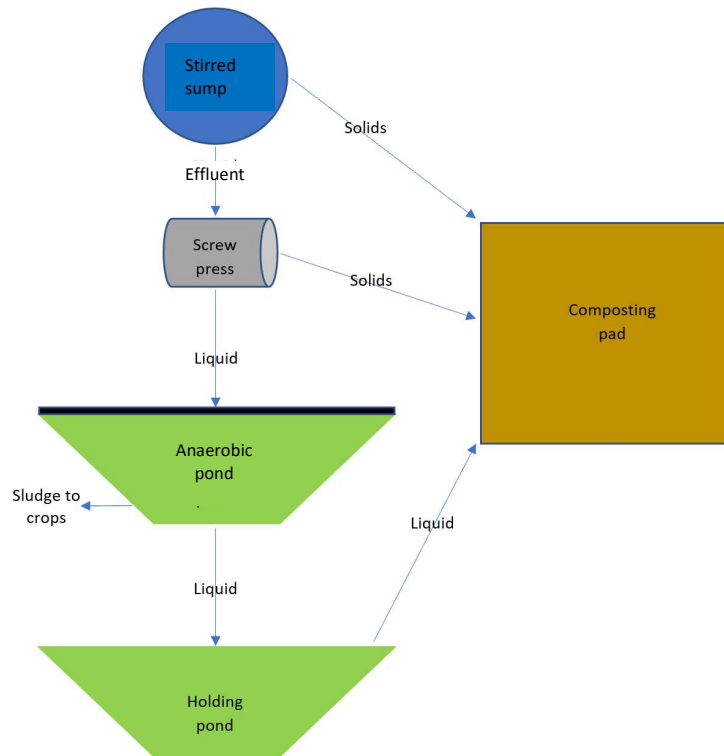 Stirred
sump
Solids
Effluent
Screw
press
Solids
Composting
pad
Liquid
Anaerobic
pond
Sludge to
crops
Liquid
Liquid
Holding
pond